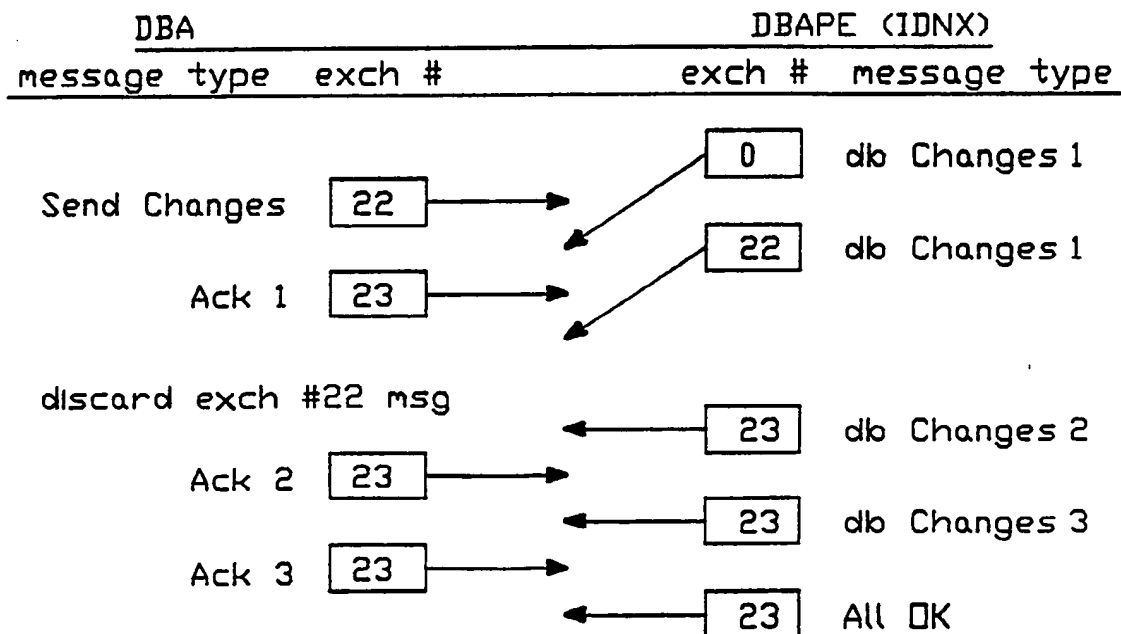 DBA DBAPE (IDNX)
message type exch # exch # message type
0 db Changes 1
Send Changes 22
22 db Changes 1
Ack 1 23
discard exch #22 msg
23 db Changes 2
Ack 2 23
23 db Changes 3
Ack 3 23
23 All OK